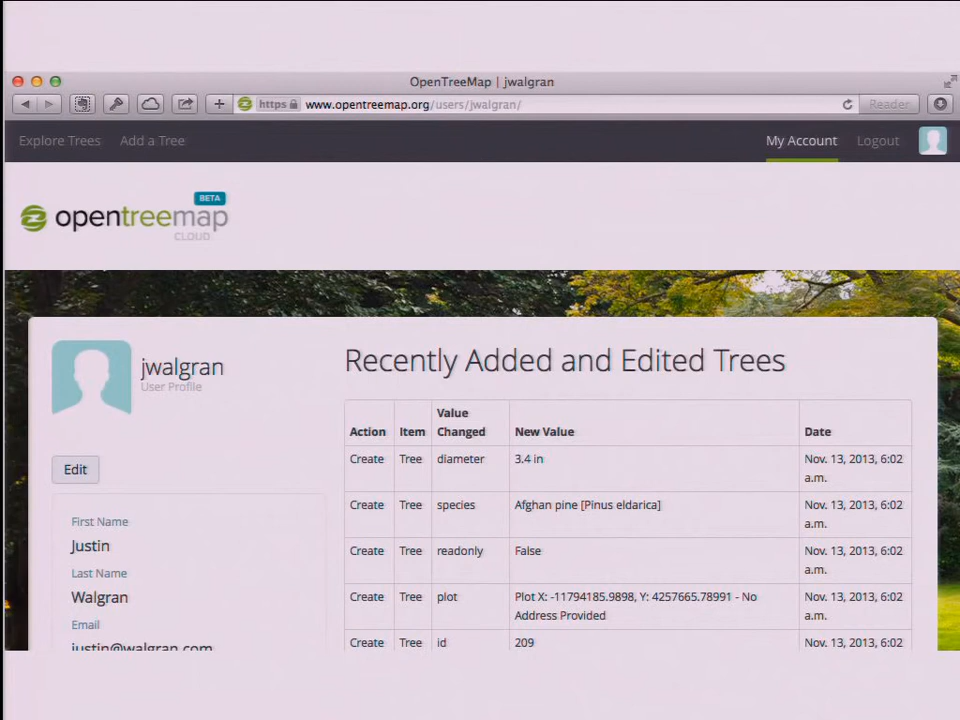 OpenTreeMap | jwalgran
https www.opentreemap.org/users/jwalgran/
Reader
Explore Trees Add a Tree My Account Logout
BETA
opentreemap
CLOUD
jwalgran
User Profile
Edit
First Name
Justin
Last Name
Walgran
Email
justin@walgran.com
Recently Added and Edited Trees
Action Item Value Changed New Value Date
Create Tree diameter 3.4 in Nov. 13, 2013, 6:02
a.m.
Create Tree species Afghan pine [Pinus eldarica] Nov. 13, 2013, 6:02
a.m.
Create Tree readonly False Nov. 13, 2013, 6:02
a.m.
Create Tree plot Plot X: -11794185.9898, Y: 4257665.78991 - No Nov. 13, 2013, 6:02
Address Provided a.m.
Create Tree id 209 Nov. 13, 2013, 6:02